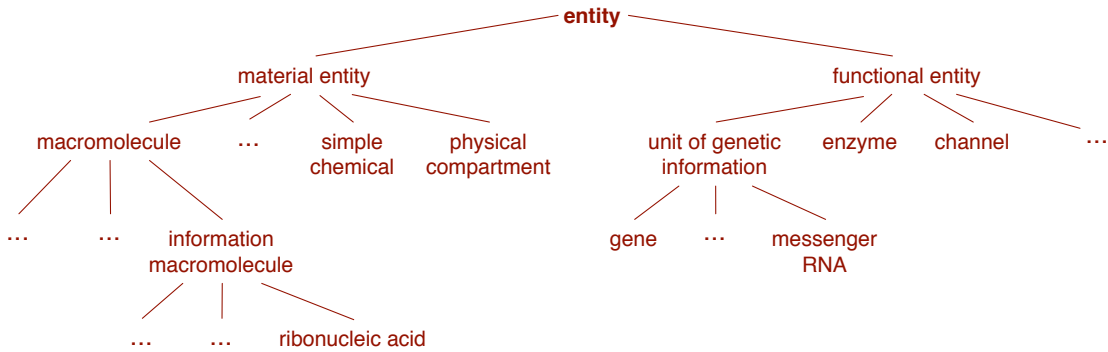 entity
material entity
functional entity
macromolecule
...
simple
chemical
physical
compartment
unit of genetic
information
enzyme
channel
...
...
...
information
macromolecule
gene
...
messenger
RNA
...
...
ribonucleic acid